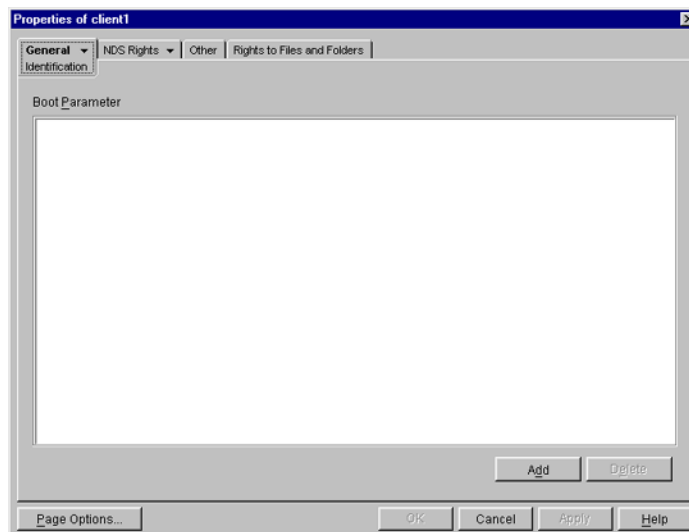 Properties of client1
General NDS Rights Other Rights to Files and Folders
Identification
Boot Parameter
Add Delete
Page Options... OK Cancel Apply Help